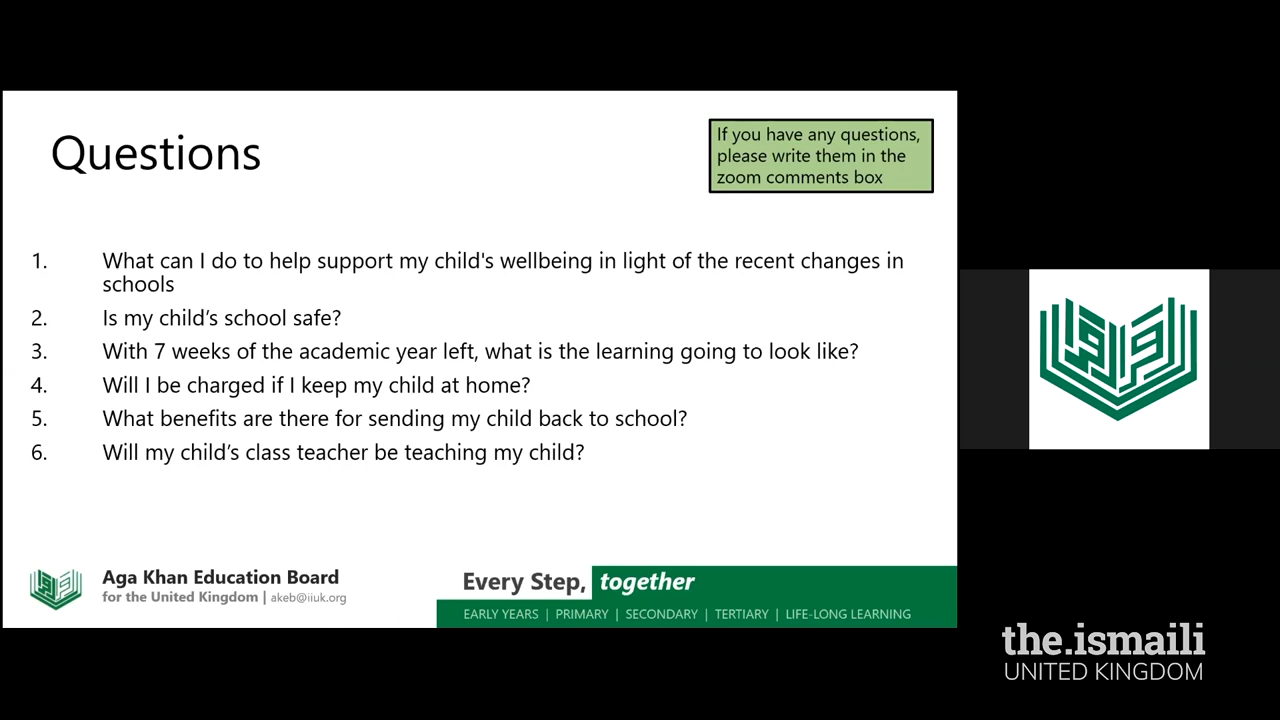 Questions
If you have any questions,
please write them in the
zoom comments box
1. What can I do to help support my child's wellbeing in light of the recent changes in
schools
2. Is my child’s school safe?
3. With 7 weeks of the academic year left, what is the learning going to look like?
4. Will I be charged if I keep my child at home?
5. What benefits are there for sending my child back to school?
6. Will my child’s class teacher be teaching my child?
Aga Khan Education Board
for the United Kingdom | akeb@iiuk.org
Every Step, together
EARLY YEARS | PRIMARY | SECONDARY | TERTIARY | LIFE-LONG LEARNING
the.ismaili
UNITED KINGDOM